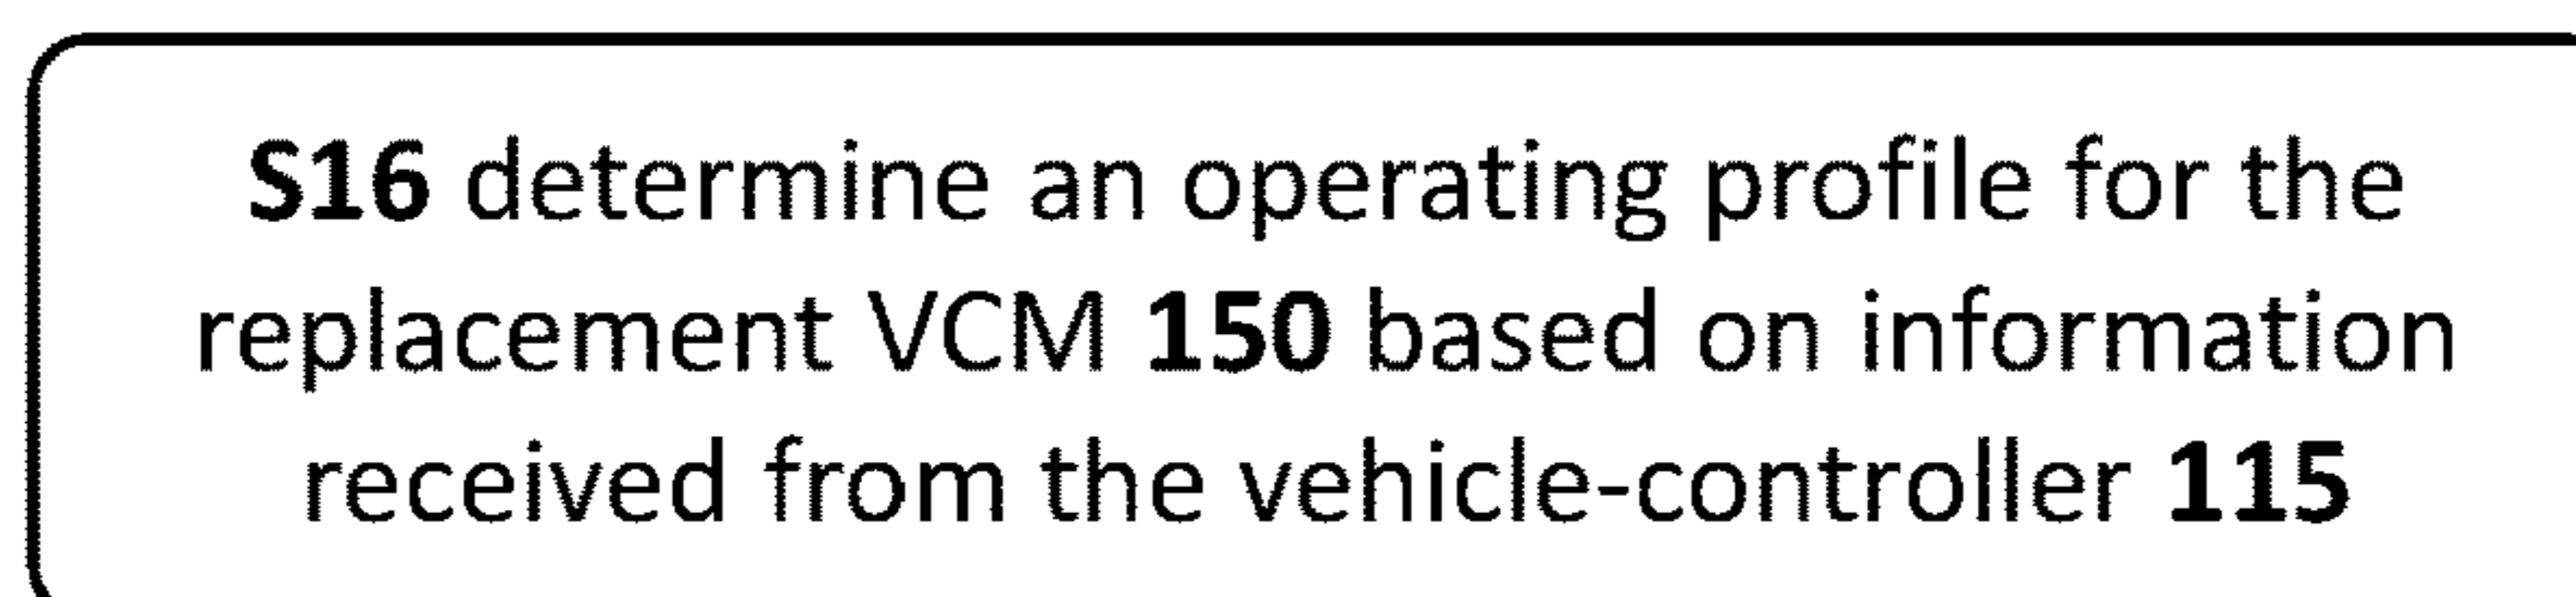 S16 determine an operating profile for the
replacement VCM 150 based on information
received from the vehicle-controller 115